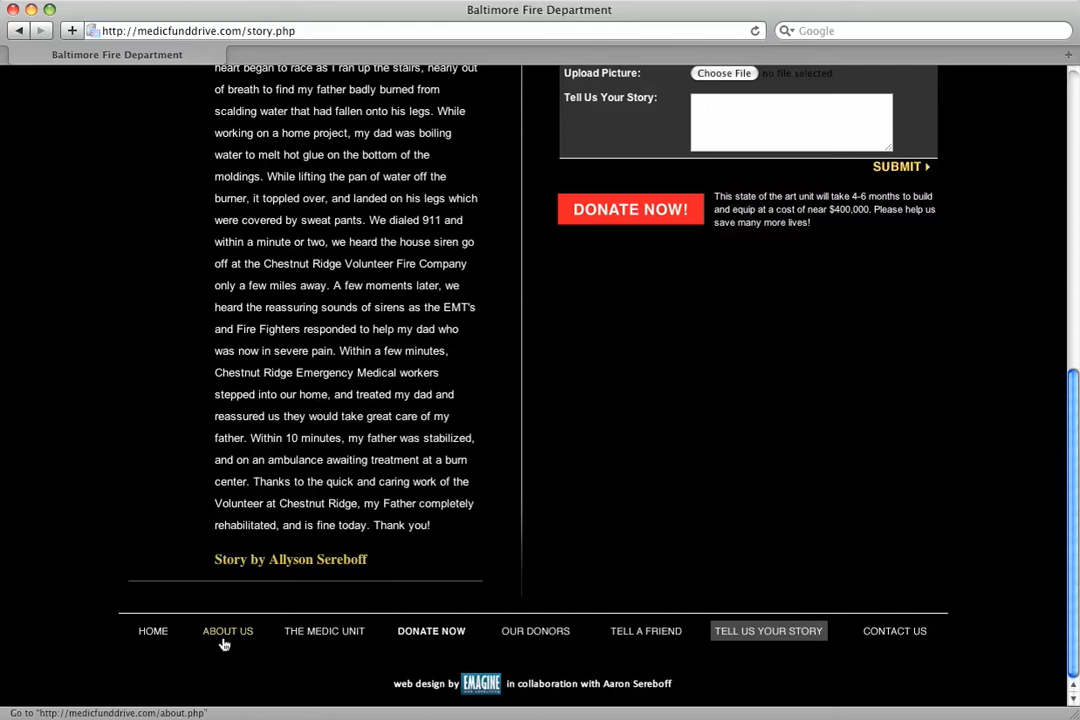 Baltimore Fire Department
http://medicfunddrive.com/story.php
Google
Baltimore Fire Department
heart began to race as I ran up the stairs, nearly out
of breath to find my father badly burned from
scalding water that had fallen onto his legs. While
working on a home project, my dad was boiling
water to melt hot glue on the bottom of the
moldings. While lifting the pan of water off the
burner, it toppled over, and landed on his legs which
were covered by sweat pants. We dialed 911 and
within a minute or two, we heard the house siren go
off at the Chestnut Ridge Volunteer Fire Company
only a few miles away. A few moments later, we
heard the reassuring sounds of sirens as the EMT's
and Fire Fighters responded to help my dad who
was now in severe pain. Within a few minutes,
Chestnut Ridge Emergency Medical workers
stepped into our home, and treated my dad and
reassured us they would take great care of my
father. Within 10 minutes, my father was stabilized,
and on an ambulance awaiting treatment at a burn
center. Thanks to the quick and caring work of the
Volunteer at Chestnut Ridge, my Father completely
rehabilitated, and is fine today. Thank you!
Story by Allyson Sereboff
Upload Picture: Choose File no file selected
Tell Us Your Story:
SUBMIT
DONATE NOW!
This state of the art unit will take 4-6 months to build
and equip at a cost of near $400,000. Please help us
save many more lives!
HOME ABOUT US THE MEDIC UNIT DONATE NOW OUR DONORS TELL A FRIEND TELL US YOUR STORY CONTACT US
web design by EMAGINE in collaboration with Aaron Sereboff
Go to "http://medicfunddrive.com/about.php"